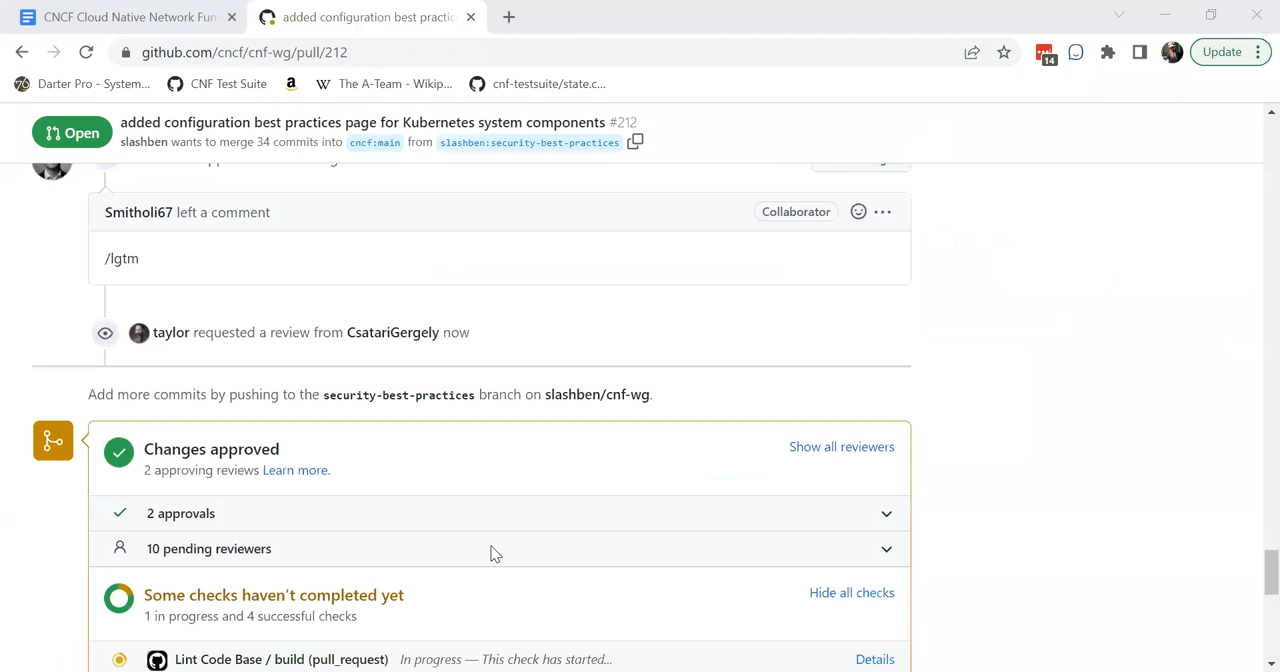 CNCF Cloud Native Network Fun
added configuration best practic
github.com/cncf/cnf-wg/pull/212
14
Update
Darter Pro - System...
CNF Test Suite
The A-Team - Wikip...
cnf-testsuite/state.c...
Open
added configuration best practices page for Kubernetes system components #212
slashben wants to merge 34 commits into cncf:main from slashben:security-best-practices
Smitholi67 left a comment
Collaborator
/lgtm
taylor requested a review from CsatariGergely now
Add more commits by pushing to the security-best-practices branch on slashben/cnf-wg.
Changes approved
Show all reviewers
2 approving reviews Learn more.
2 approvals
10 pending reviewers
Some checks haven't completed yet
Hide all checks
1 in progress and 4 successful checks
Lint Code Base / build (pull_request) In progress — This check has started...
Details